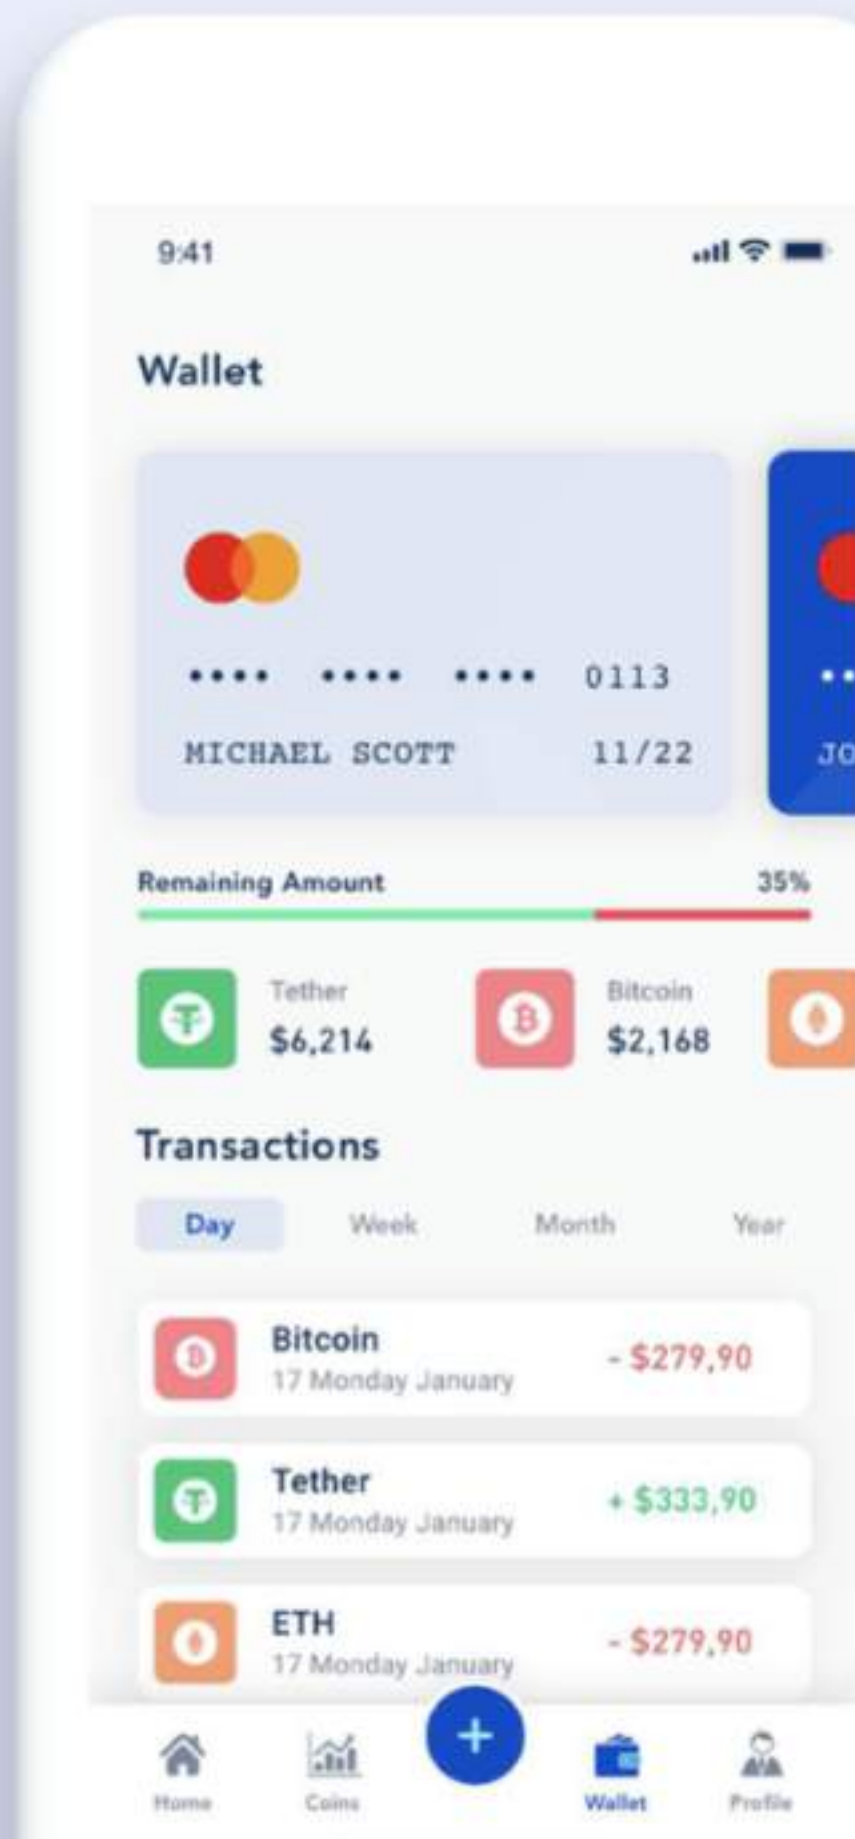 9:41
Wallet
•••• •••• •••• 0113
••
MICHAEL SCOTT 11/22
JO
Remaining Amount 35%
Tether
$6,214
Bitcoin
$2,168
Transactions
Day Week Month Year
Bitcoin
17 Monday January
- $279,90
Tether
17 Monday January
+ $333,90
ETH
17 Monday January
- $279,90
Home Coins + Wallet Profile